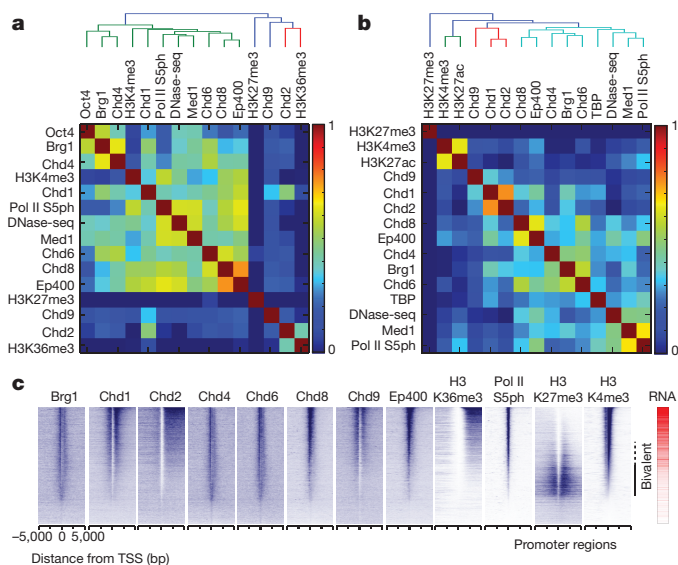 a
Oct4
Brg1
Chd4
H3K4me3
Chd1
Pol II S5ph
DNase-seq
Med1
Chd6
Chd8
Ep400
H3K27me3
Chd9
Chd2
H3K36me3
Oct4
Brg1
Chd4
H3K4me3
Chd1
Pol II S5ph
DNase-seq
Med1
Chd6
Chd8
Ep400
H3K27me3
Chd9
Chd2
H3K36me3
1
0
b
H3K27me3
H3K4me3
H3K27ac
Chd9
Chd1
Chd2
Chd8
Ep400
Chd4
Brg1
Chd6
TBP
DNase-seq
Med1
Pol II S5ph
H3K27me3
H3K4me3
H3K27ac
Chd9
Chd1
Chd2
Chd8
Ep400
Chd4
Brg1
Chd6
TBP
DNase-seq
Med1
Pol II S5ph
1
0
c
Brg1
Chd1
Chd2
Chd4
Chd6
Chd8
Chd9
Ep400
H3
K36me3
Pol II
S5ph
H3
K27me3
H3
K4me3
RNA
Bivalent
−5,000 0 5,000
Distance from TSS (bp)
Promoter regions